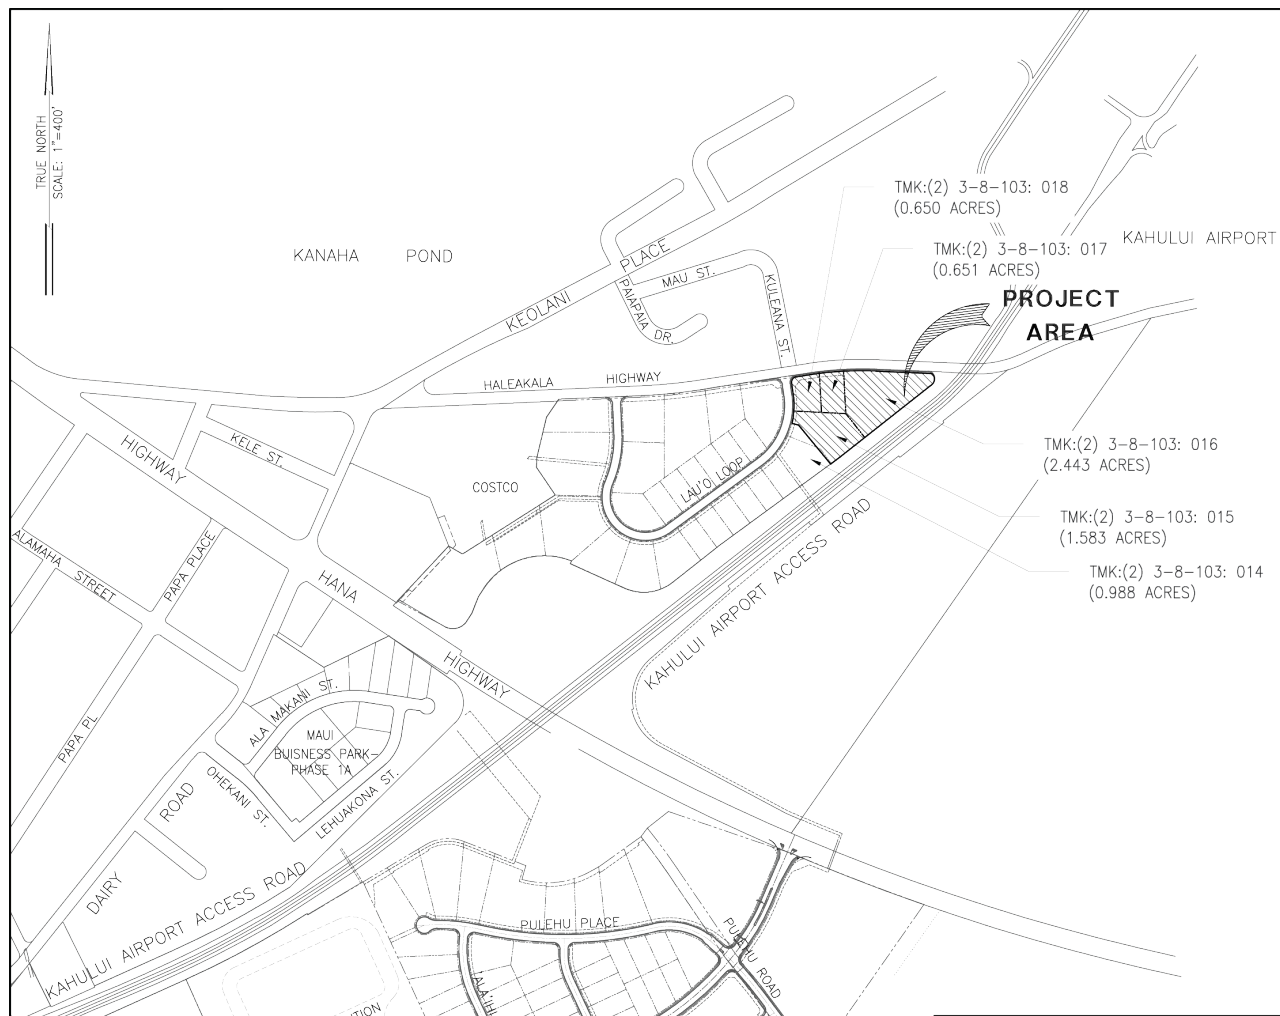 TRUE NORTH
SCALE: 1"=400'
TMK:(2) 3-8-103: 018
(0.650 ACRES)
KAHULUI AIRPORT
TMK:(2) 3-8-103: 017
(0.651 ACRES)
KANAHA POND
PLACE
MAU ST.
KULEANA ST.
PAIAPAIA DR.
KEOLANI
PROJECT
AREA
HALEAKALA
HIGHWAY
HIGHWAY
KELE ST.
TMK:(2) 3-8-103: 016
(2.443 ACRES)
COSTCO
LAU'O LOOP
TMK:(2) 3-8-103: 015
(1.583 ACRES)
ALAMAHA
STREET
PAPA PLACE
HANA
TMK:(2) 3-8-103: 014
(0.988 ACRES)
KAHULUI AIRPORT ACCESS ROAD
HIGHWAY
ALA MAKANI ST.
PAPA PL
MAUI
BUISNESS PARK-
PHASE 1A
OHEKANI ST.
LEHUAKONA ST.
ROAD
DAIRY
KAHULUI AIRPORT ACCESS ROAD
PULEHU PLACE
PULEHU ROAD